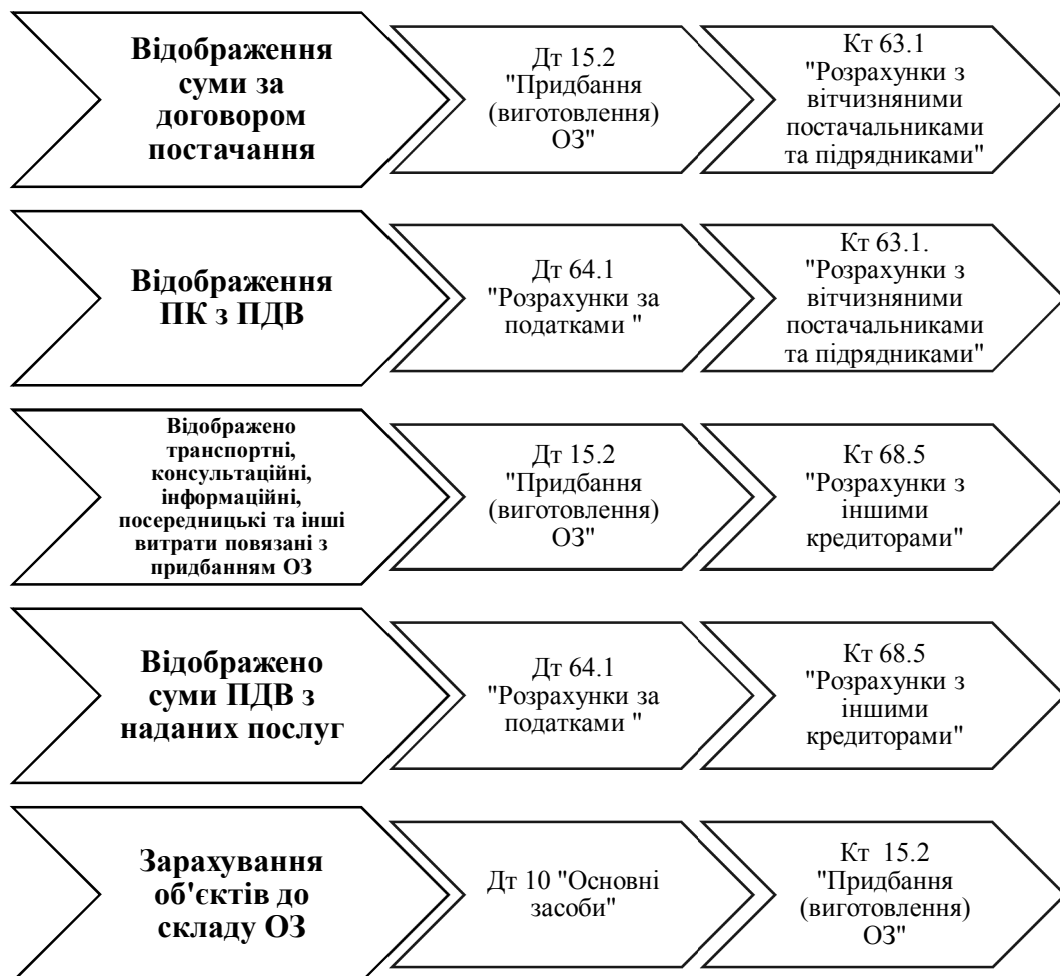 Відображення
суми за
договором
постачання
Дт 15.2
"Придбання
(виготовлення)
ОЗ"
Кт 63.1
"Розрахунки з
вітчизняними
постачальниками
та підрядниками"
Відображення
ПК з ПДВ
Дт 64.1
"Розрахунки за
податками "
Кт 63.1.
"Розрахунки з
вітчизняними
постачальниками
та підрядниками"
Відображено
транспортні,
консультаційні,
інформаційні,
посередницькі та інші
витрати повязані з
придбанням ОЗ
Дт 15.2
"Придбання
(виготовлення)
ОЗ"
Кт 68.5
"Розрахунки з
іншими
кредиторами"
Відображено
суми ПДВ з
наданих послуг
Дт 64.1
"Розрахунки за
податками "
Кт 68.5
"Розрахунки з
іншими
кредиторами"
Зарахування
об'єктів до
складу ОЗ
Дт 10 "Основні
засоби"
Кт  15.2
"Придбання
(виготовлення)
ОЗ"